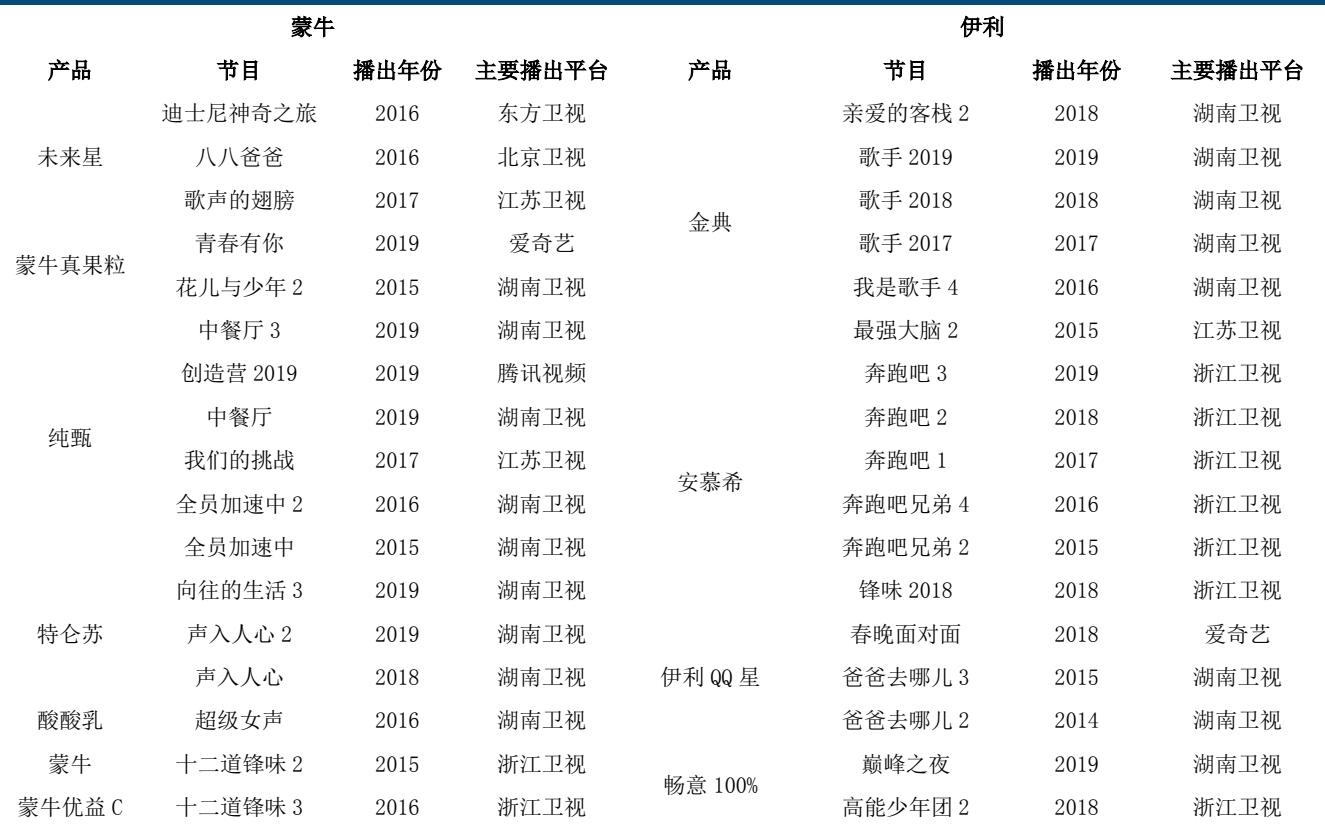 蒙牛 伊利
产品 节目 播出年份 主要播出平台 产品 节目 播出年份 主要播出平台
迪士尼神奇之旅 2016 东方卫视 亲爱的客栈 2 2018 湖南卫视
未来星 八八爸爸 2016 北京卫视 歌手 2019 2019 湖南卫视
歌声的翅膀 2017 江苏卫视 歌手 2018 2018 湖南卫视
金典
青春有你 2019 爱奇艺 歌手 2017 2017 湖南卫视
蒙牛真果粒
花儿与少年 2 2015 湖南卫视 我是歌手 4 2016 湖南卫视
中餐厅 3 2019 湖南卫视 最强大脑 2 2015 江苏卫视
创造营 2019 2019 腾讯视频 奔跑吧 3 2019 浙江卫视
中餐厅 2019 湖南卫视 奔跑吧 2 2018 浙江卫视
纯甄
我们的挑战 2017 江苏卫视 奔跑吧 1 2017 浙江卫视
安慕希
全员加速中 2 2016 湖南卫视 奔跑吧兄弟 4 2016 浙江卫视
全员加速中 2015 湖南卫视 奔跑吧兄弟 2 2015 浙江卫视
向往的生活 3 2019 湖南卫视 锋味 2018 2018 浙江卫视
特仑苏 声入人心 2 2019 湖南卫视 春晚面对面 2018 爱奇艺
声入人心 2018 湖南卫视 伊利 QQ 星 爸爸去哪儿 3 2015 湖南卫视
酸酸乳 超级女声 2016 湖南卫视 爸爸去哪儿 2 2014 湖南卫视
蒙牛 十二道锋味 2 2015 浙江卫视 巅峰之夜 2019 湖南卫视
畅意 100%
蒙牛优益 C 十二道锋味 3 2016 浙江卫视 高能少年团 2 2018 浙江卫视